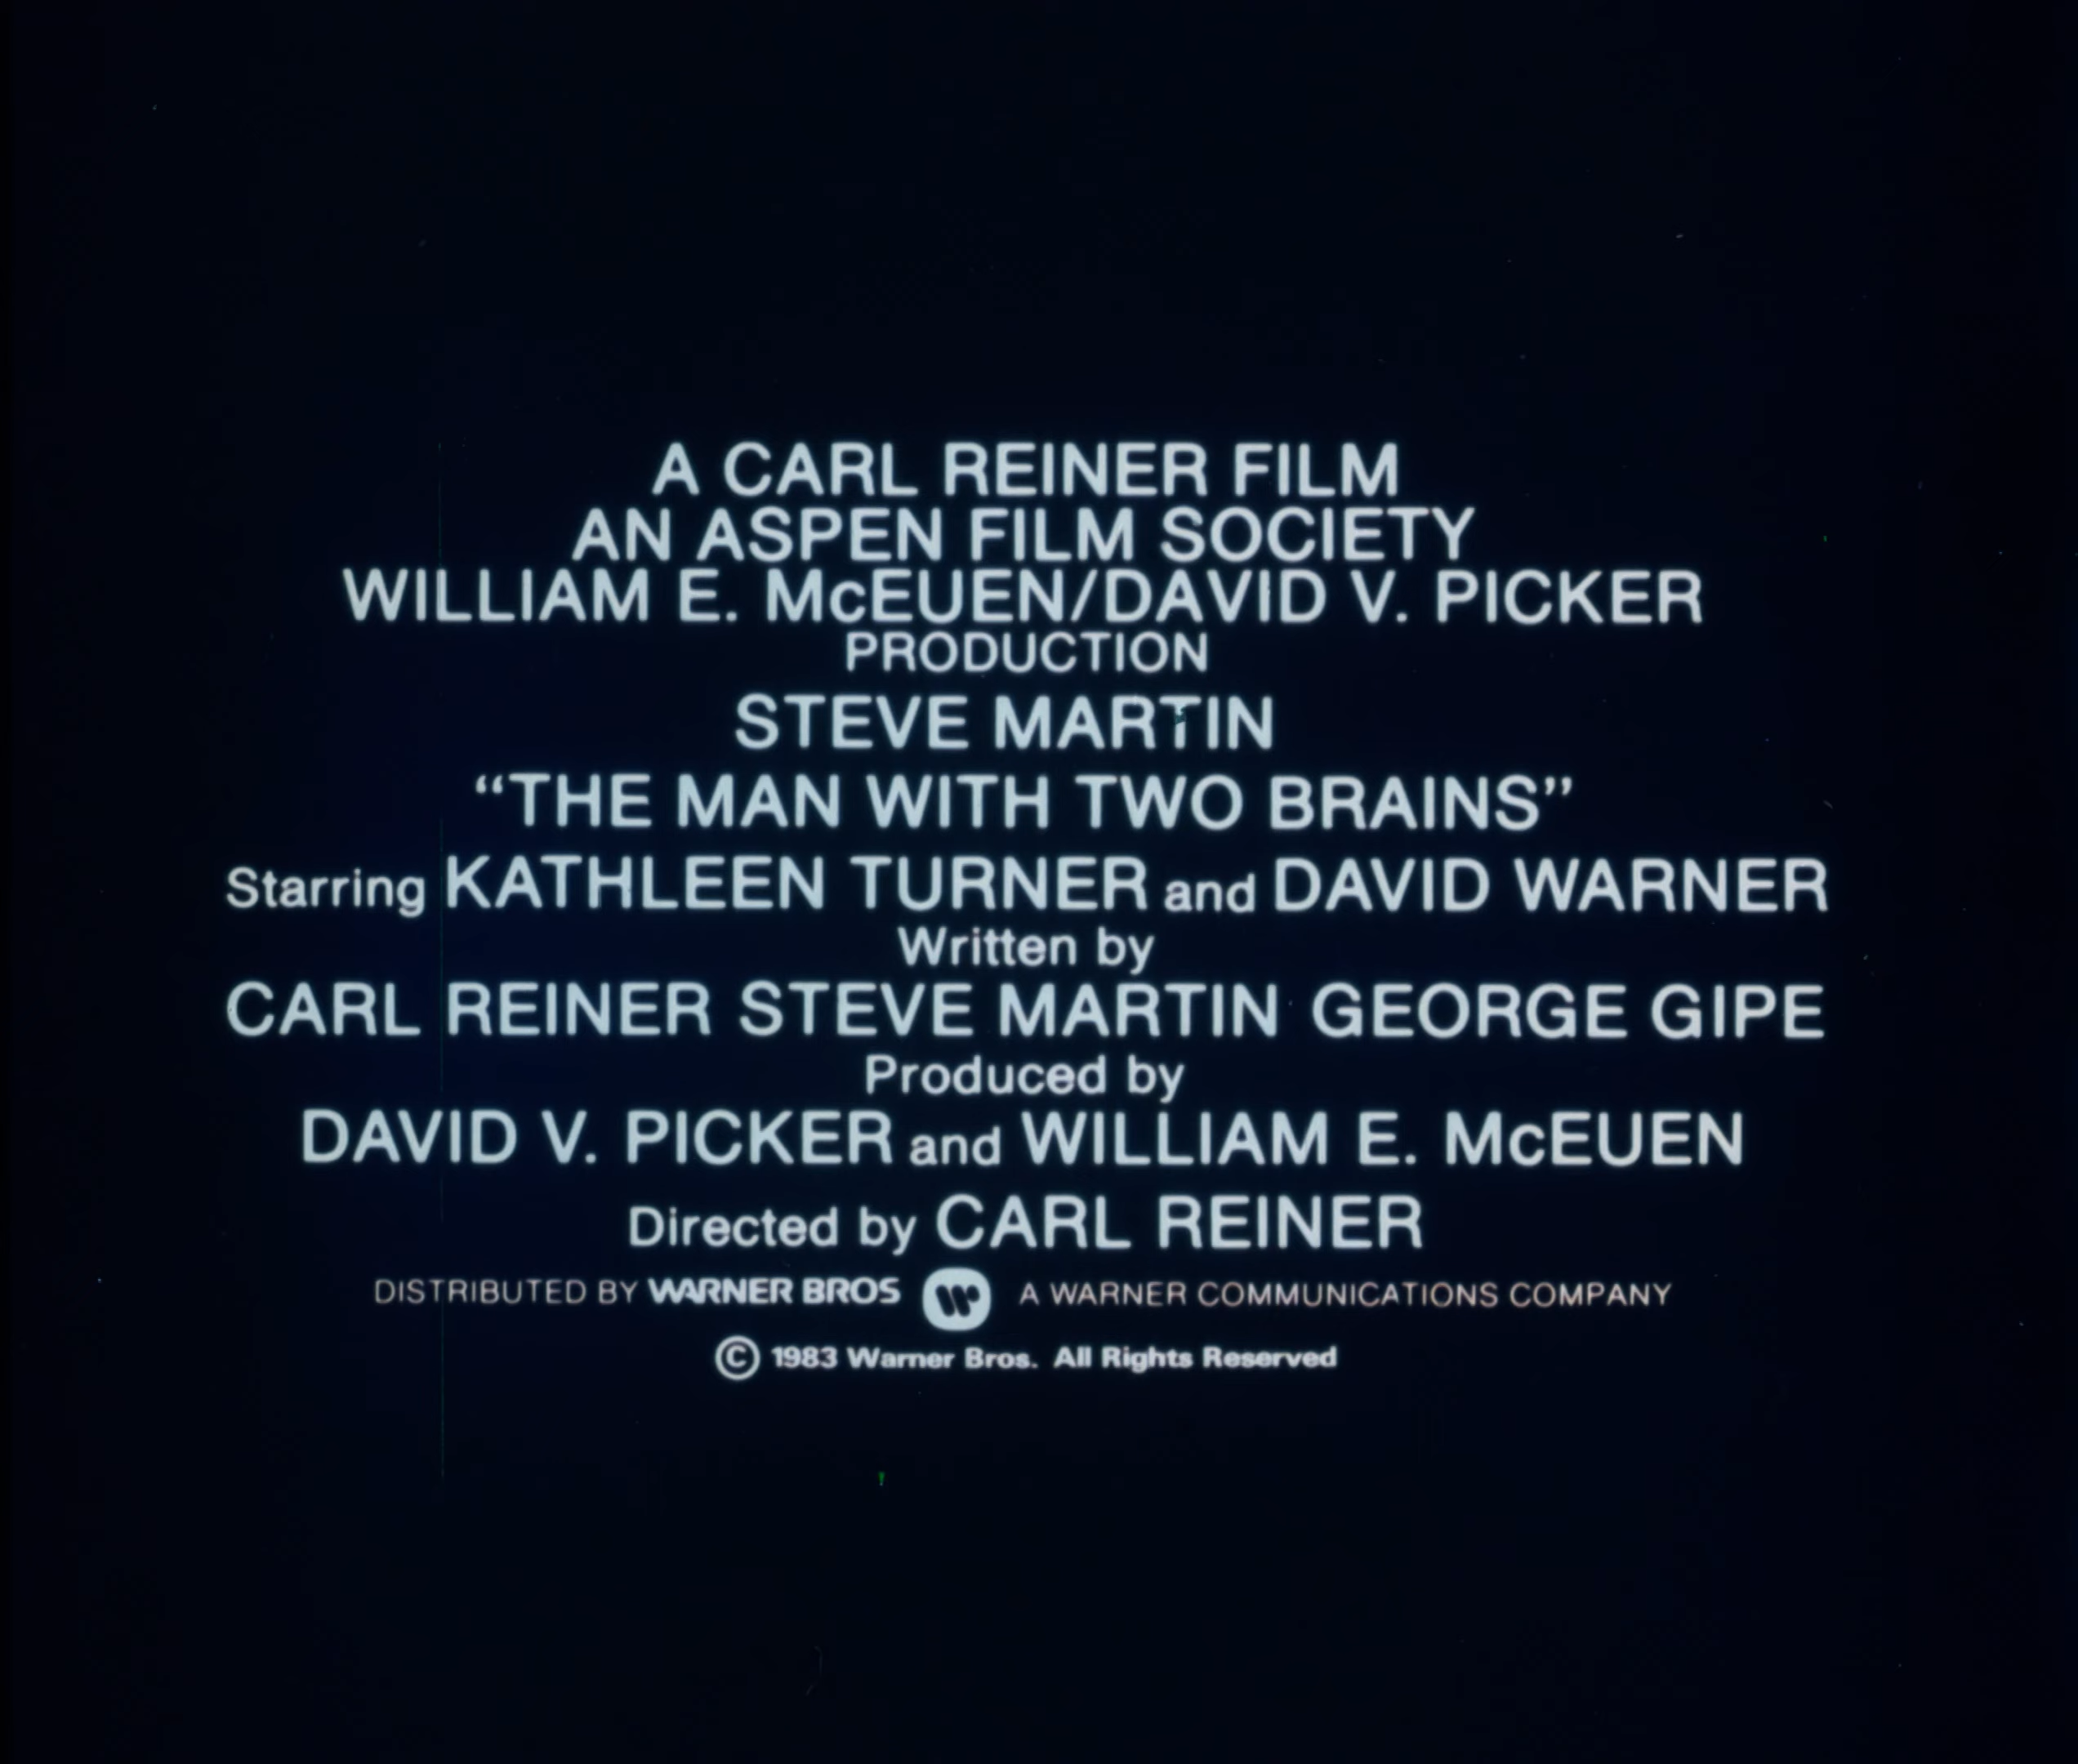 A CARL REINER FILM
AN ASPEN FILM SOCIETY
WILLIAM E. McEUEN/DAVID V. PICKER
PRODUCTION
STEVE MARTIN
“THE MAN WITH TWO BRAINS”
Starring KATHLEEN TURNER and DAVID WARNER
Written by
CARL REINER STEVE MARTIN GEORGE GIPE
Produced by
DAVID V. PICKER and WILLIAM E. McEUEN
Directed by CARL REINER
DISTRIBUTED BY WARNER BROS W A WARNER COMMUNICATIONS COMPANY
© 1983 Warner Bros. All Rights Reserved